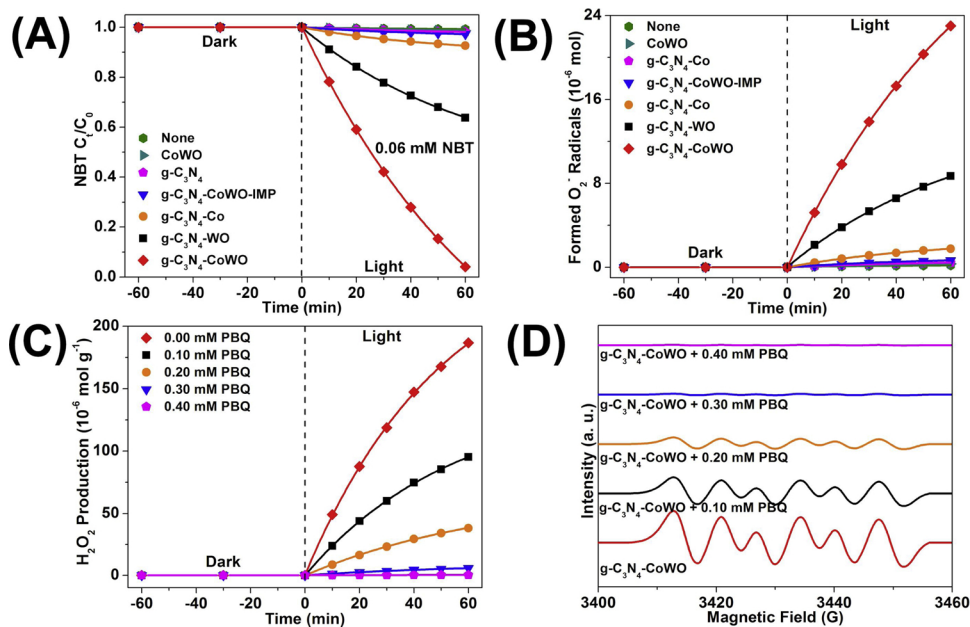 (A)
NBT Ct/C0
1.0
0.8
0.6
0.4
0.2
0.0
Dark
0.06 mM NBT
None
CoWO
g-C3N4
g-C3N4-CoWO-IMP
g-C3N4-Co
g-C3N4-WO
g-C3N4-CoWO
Light
-60 -40 -20 0 20 40 60
Time (min)
(B)
Formed O2·- Radicals (10-6 mol)
24
16
8
0
Light
None
CoWO
g-C3N4-Co
g-C3N4-CoWO-IMP
g-C3N4-Co
g-C3N4-WO
g-C3N4-CoWO
Dark
-60 -40 -20 0 20 40 60
Time (min)
(C)
H2O2 Production (10-6 mol g-1)
200
150
100
50
0
Light
0.00 mM PBQ
0.10 mM PBQ
0.20 mM PBQ
0.30 mM PBQ
0.40 mM PBQ
Dark
-60 -40 -20 0 20 40 60
Time (min)
(D)
Intensity (a. u.)
g-C3N4-CoWO + 0.40 mM PBQ
g-C3N4-CoWO + 0.30 mM PBQ
g-C3N4-CoWO + 0.20 mM PBQ
g-C3N4-CoWO + 0.10 mM PBQ
g-C3N4-CoWO
3400 3420 3440 3460
Magnetic Field (G)